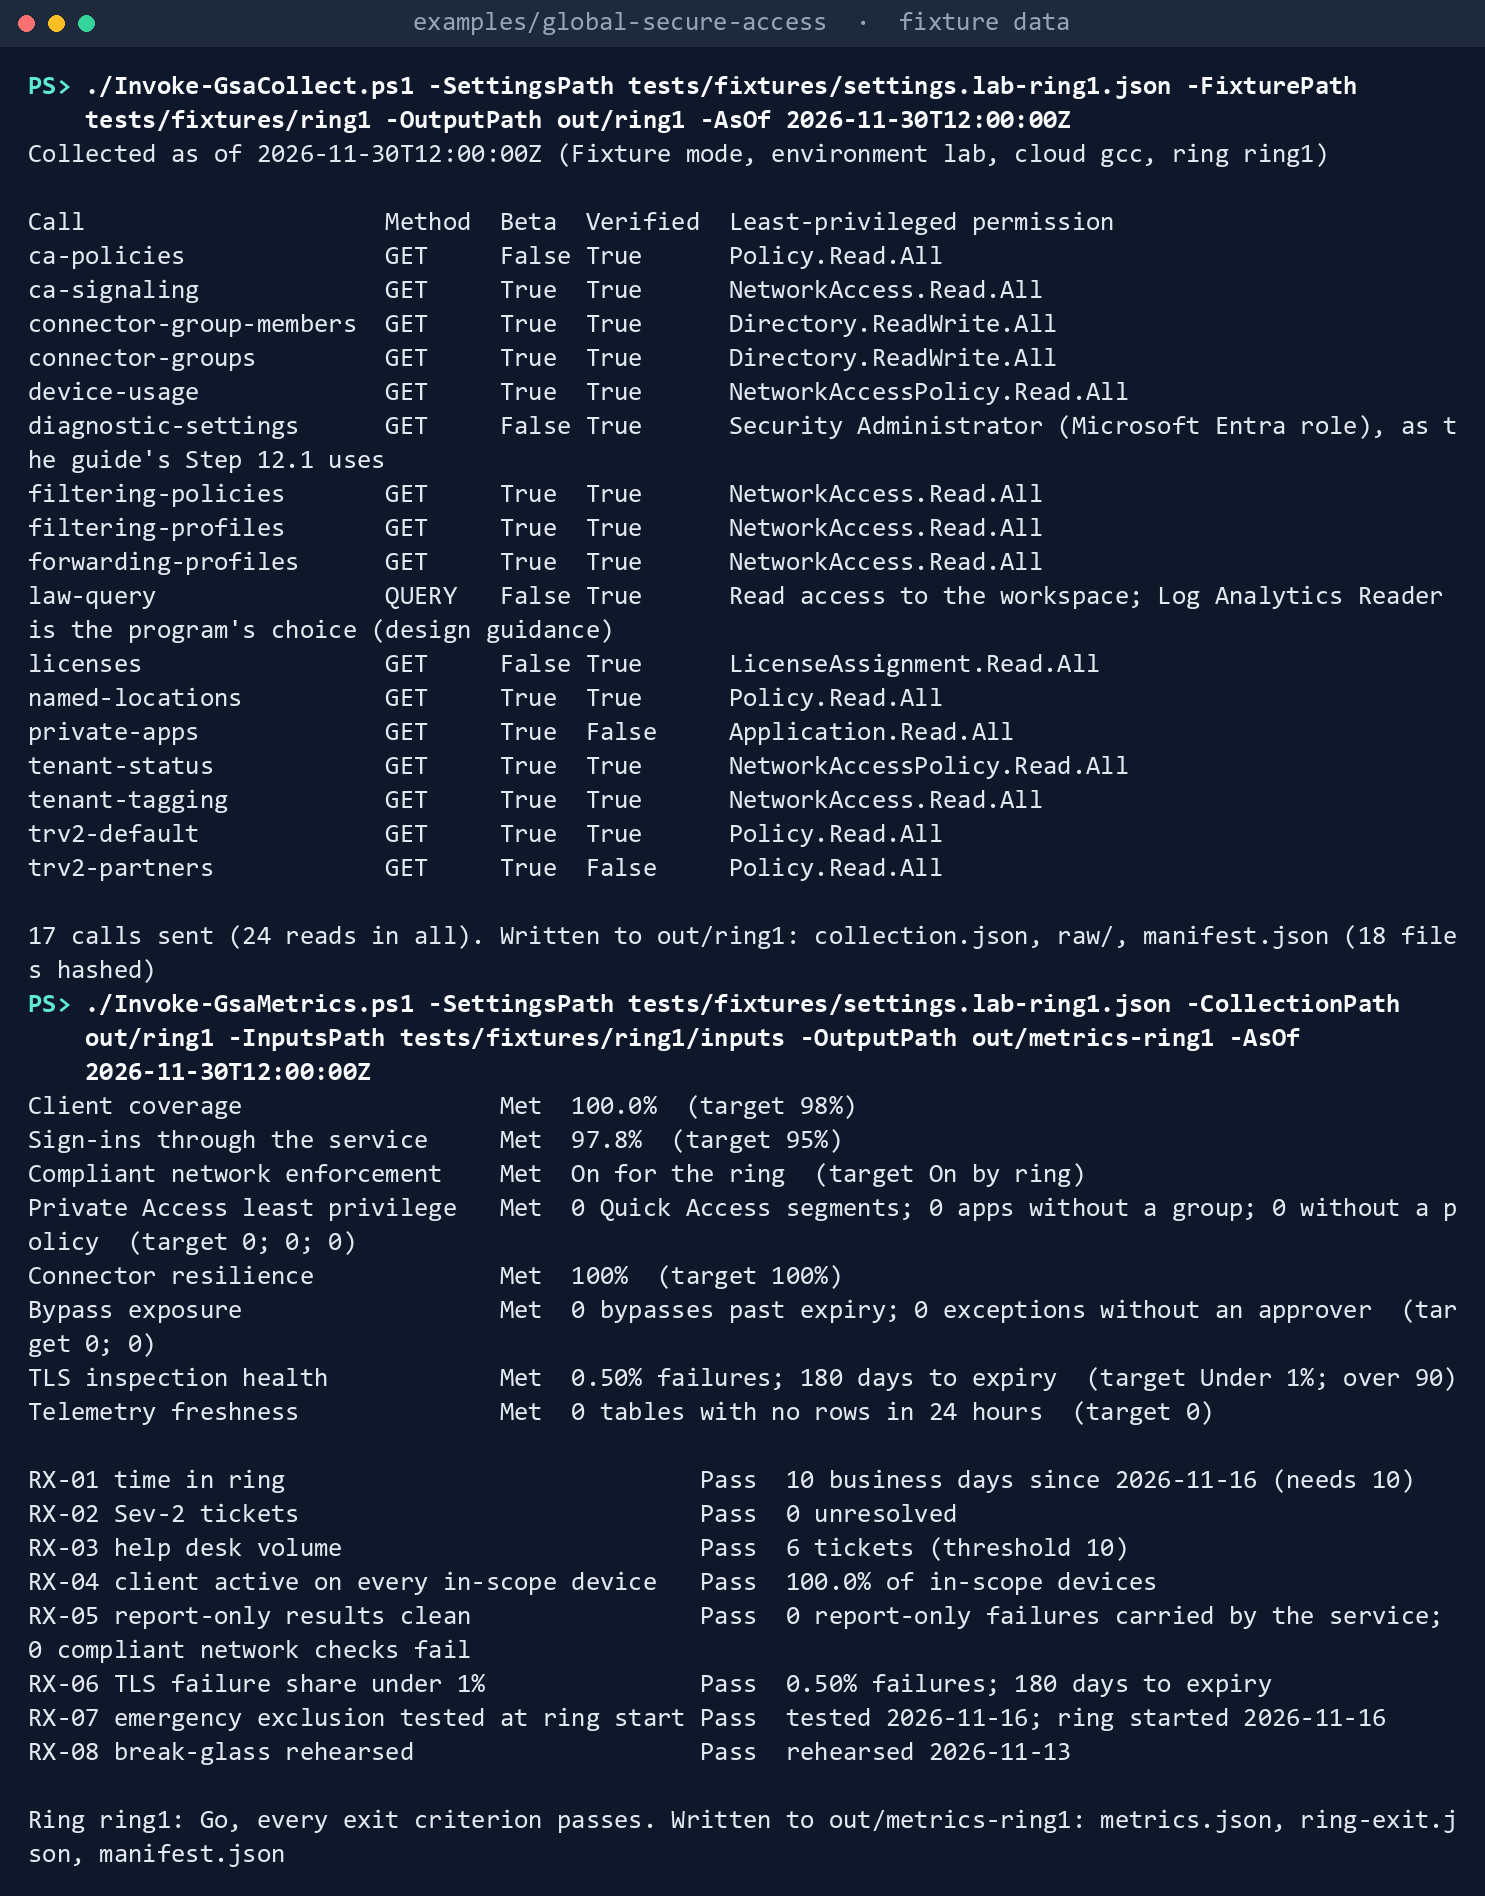 examples/global-secure-access · fixture data
PS> ./Invoke-GsaCollect.ps1 -SettingsPath tests/fixtures/settings.lab-ring1.json -FixturePath
tests/fixtures/ring1 -OutputPath out/ring1 -AsOf 2026-11-30T12:00:00Z
Collected as of 2026-11-30T12:00:00Z (Fixture mode, environment lab, cloud gcc, ring ring1)
Call Method Beta Verified Least-privileged permission
ca-policies GET False True Policy.Read.All
ca-signaling GET True True NetworkAccess.Read.All
connector-group-members GET True True Directory.ReadWrite.All
connector-groups GET True True Directory.ReadWrite.All
device-usage GET True True NetworkAccessPolicy.Read.All
diagnostic-settings GET False True Security Administrator (Microsoft Entra role), as t
he guide's Step 12.1 uses
filtering-policies GET True True NetworkAccess.Read.All
filtering-profiles GET True True NetworkAccess.Read.All
forwarding-profiles GET True True NetworkAccess.Read.All
law-query QUERY False True Read access to the workspace; Log Analytics Reader
is the program's choice (design guidance)
licenses GET False True LicenseAssignment.Read.All
named-locations GET True True Policy.Read.All
private-apps GET True False Application.Read.All
tenant-status GET True True NetworkAccessPolicy.Read.All
tenant-tagging GET True True NetworkAccess.Read.All
trv2-default GET True True Policy.Read.All
trv2-partners GET True False Policy.Read.All
17 calls sent (24 reads in all). Written to out/ring1: collection.json, raw/, manifest.json (18 file
s hashed)
PS> ./Invoke-GsaMetrics.ps1 -SettingsPath tests/fixtures/settings.lab-ring1.json -CollectionPath
out/ring1 -InputsPath tests/fixtures/ring1/inputs -OutputPath out/metrics-ring1 -AsOf
2026-11-30T12:00:00Z
Client coverage Met 100.0% (target 98%)
Sign-ins through the service Met 97.8% (target 95%)
Compliant network enforcement Met On for the ring (target On by ring)
Private Access least privilege Met 0 Quick Access segments; 0 apps without a group; 0 without a p
olicy (target 0; 0; 0)
Connector resilience Met 100% (target 100%)
Bypass exposure Met 0 bypasses past expiry; 0 exceptions without an approver (tar
get 0; 0)
TLS inspection health Met 0.50% failures; 180 days to expiry (target Under 1%; over 90)
Telemetry freshness Met 0 tables with no rows in 24 hours (target 0)
RX-01 time in ring Pass 10 business days since 2026-11-16 (needs 10)
RX-02 Sev-2 tickets Pass 0 unresolved
RX-03 help desk volume Pass 6 tickets (threshold 10)
RX-04 client active on every in-scope device Pass 100.0% of in-scope devices
RX-05 report-only results clean Pass 0 report-only failures carried by the service;
0 compliant network checks fail
RX-06 TLS failure share under 1% Pass 0.50% failures; 180 days to expiry
RX-07 emergency exclusion tested at ring start Pass tested 2026-11-16; ring started 2026-11-16
RX-08 break-glass rehearsed Pass rehearsed 2026-11-13
Ring ring1: Go, every exit criterion passes. Written to out/metrics-ring1: metrics.json, ring-exit.j
son, manifest.json